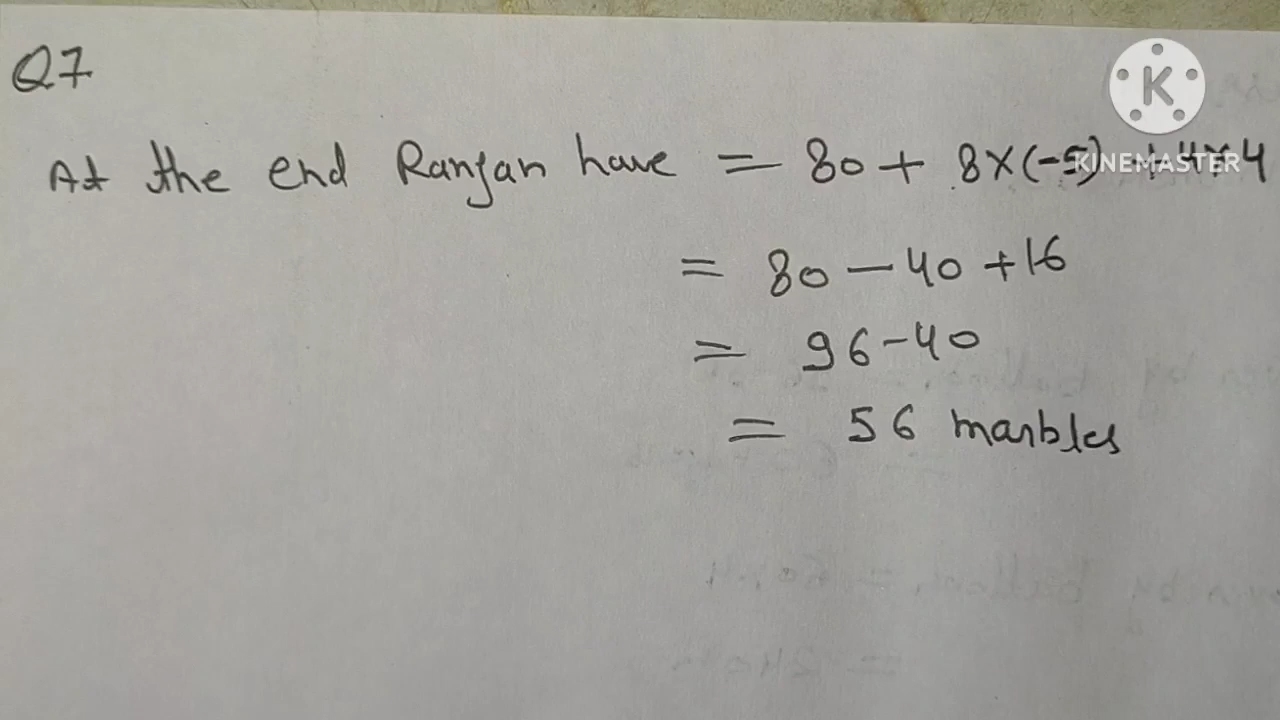 Q7
At the end Ranjan have = 80 + 8×(-5) +4×4
= 80 - 40 +16
= 96-40
= 56 marbles
K
KINEMASTER